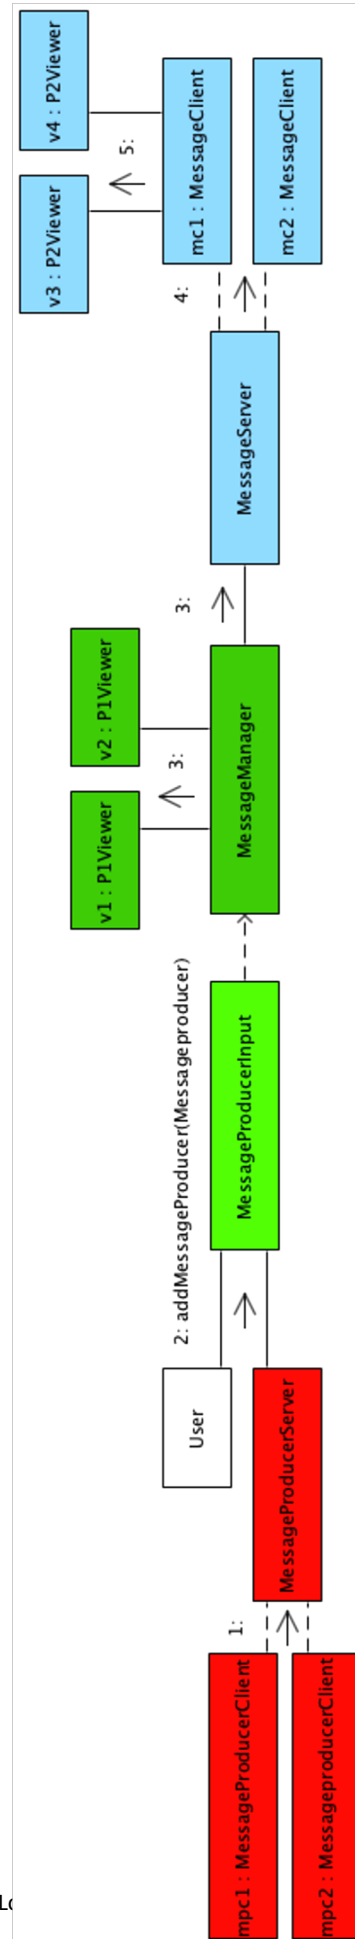 mpc1 : MessageProducerClient
mpc2 : MessageproducerClient
1:
MessageProducerServer
User
2: addMessageProducer(Messageproducer)
MessageProducerInput
MessageManager
v1 : P1Viewer
v2 : P1Viewer
3:
3:
MessageServer
4:
mc1 : MessageClient
mc2 : MessageClient
5:
v3 : P2Viewer
v4 : P2Viewer